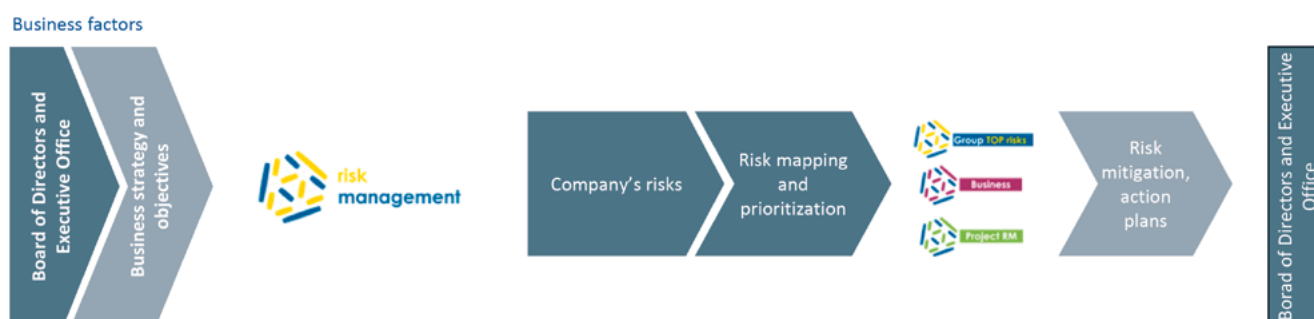 Business factors
Board of Directors and
Executive Office
Business strategy and
objectives
risk
management
Company's risks
Risk mapping
and
prioritization
Group TOP risks
Business
Project RM
Risk
mitigation,
action
plans
Borad of Directors and Executive
Office